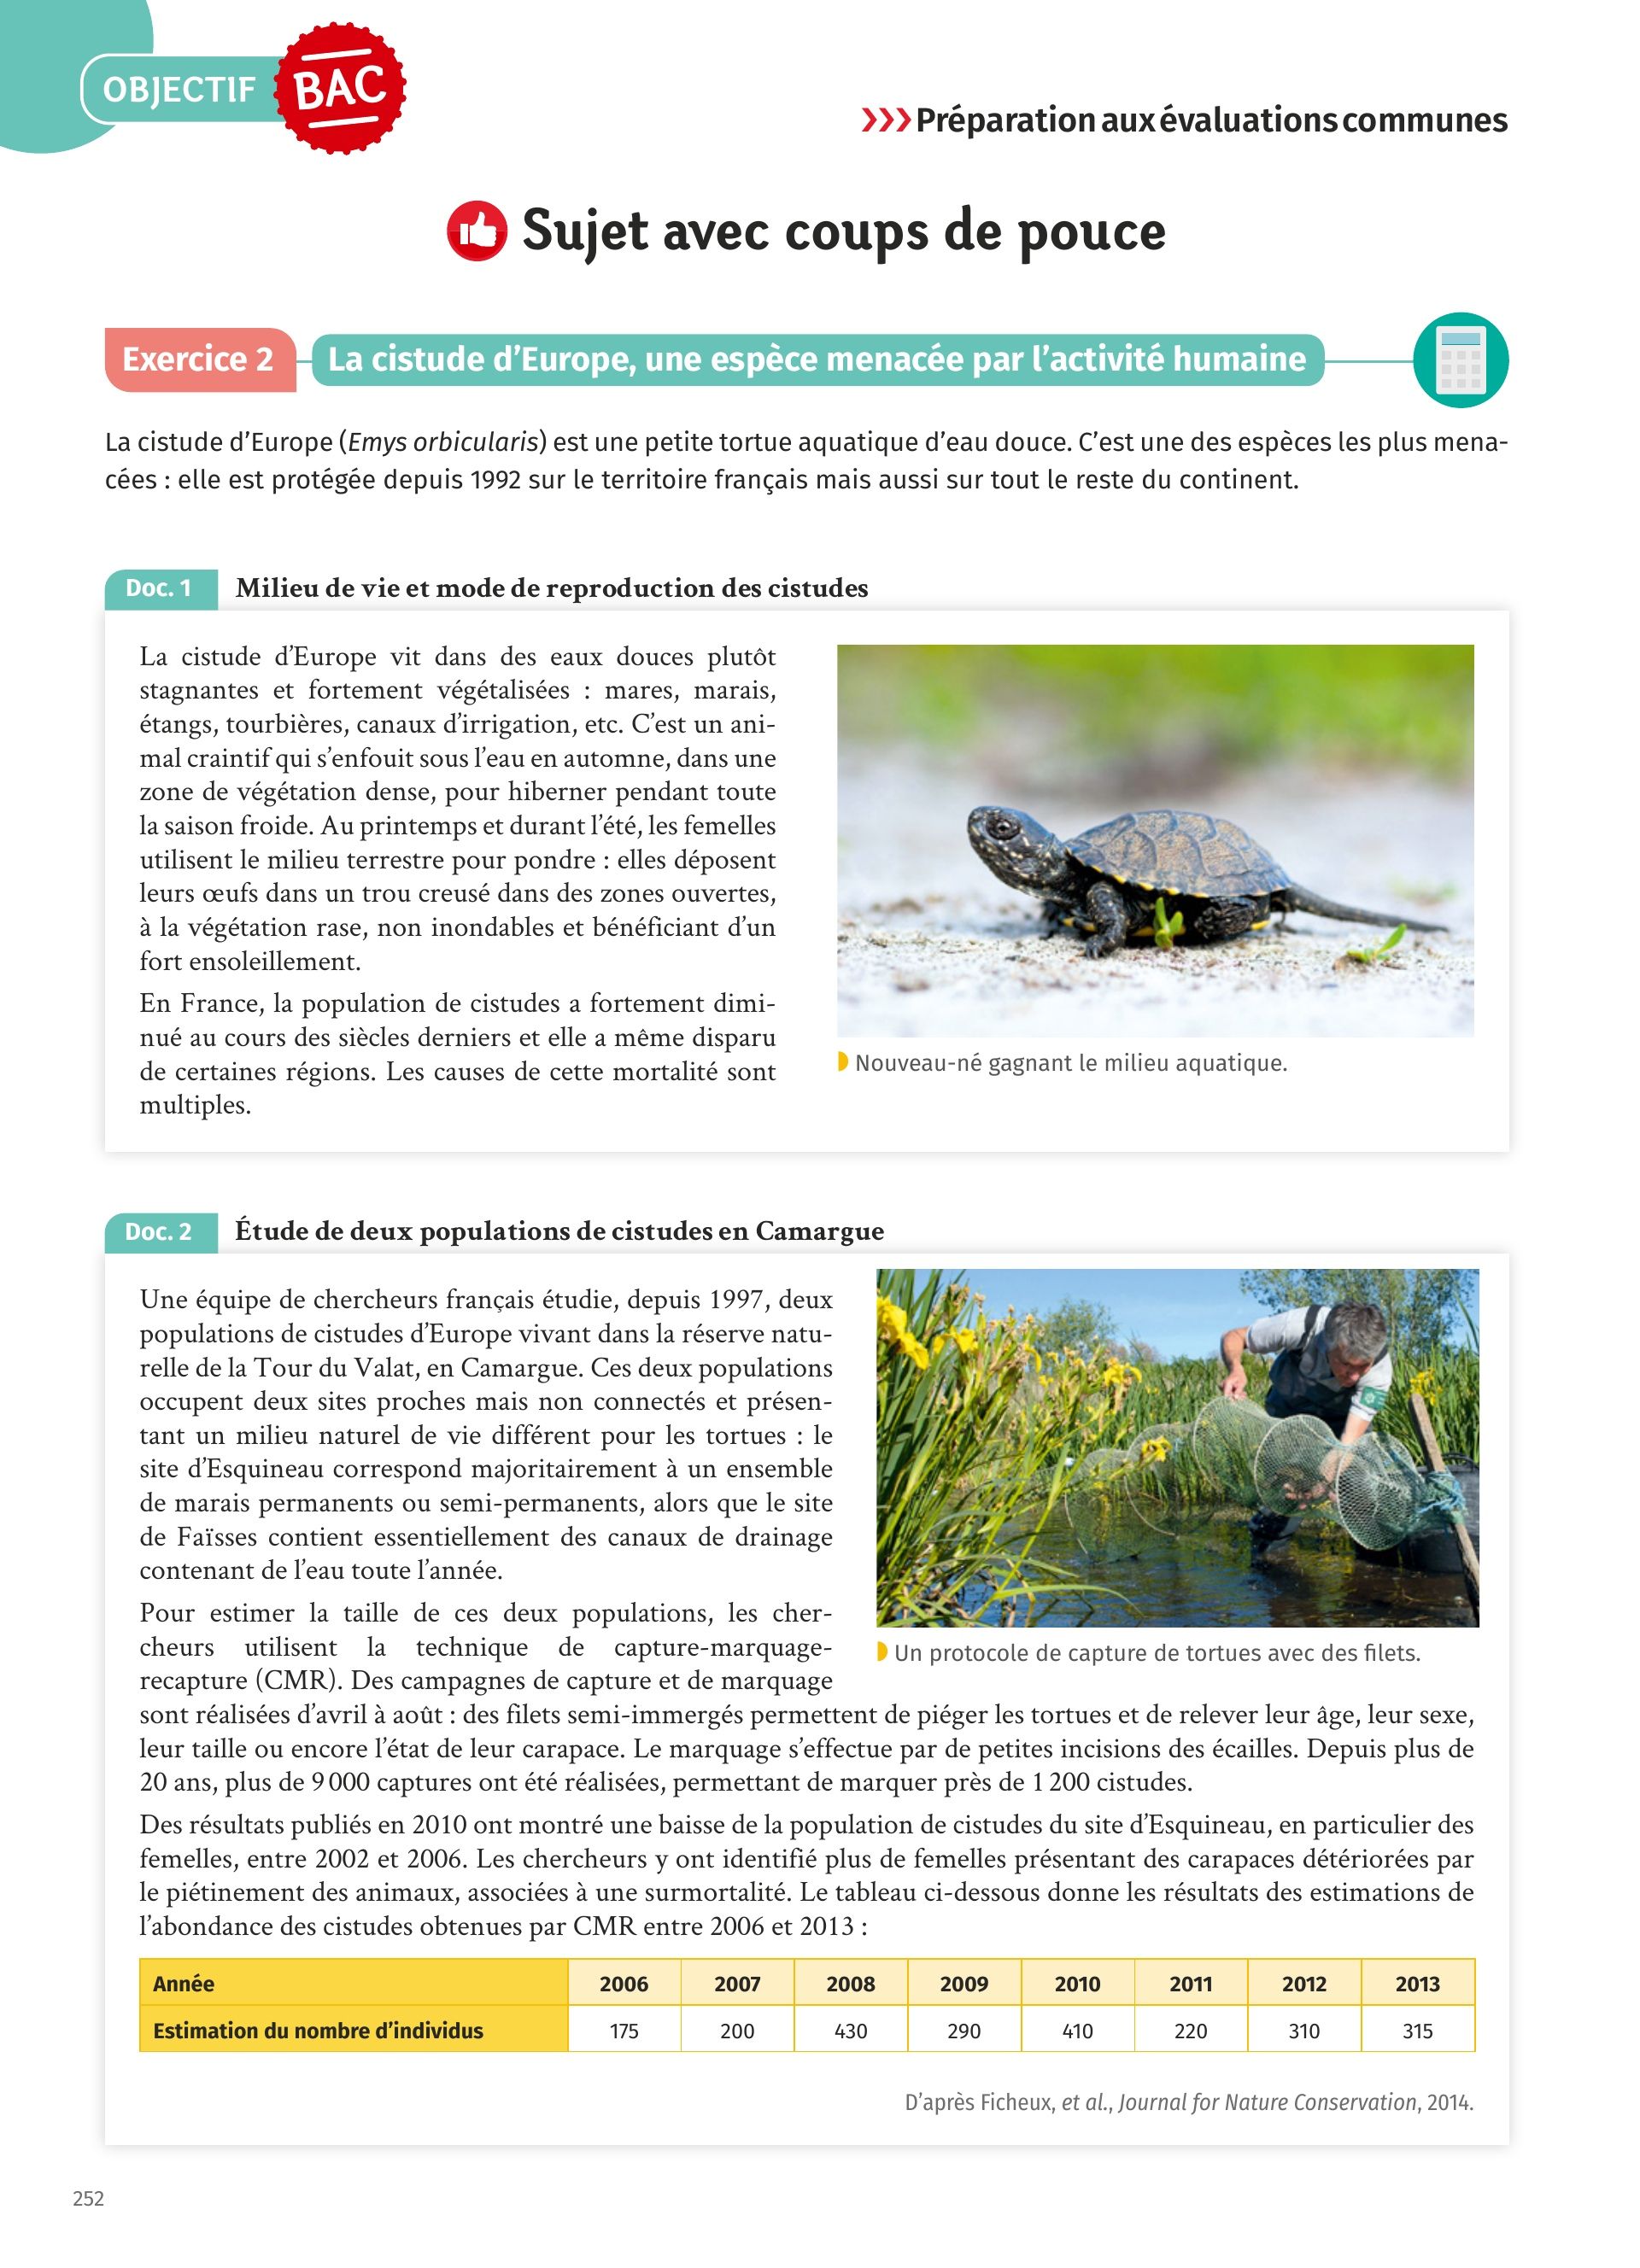 OBJECTIF
BAC
Préparation aux évaluations communes
Sujet avec coups de pouce
Exercice 2
La cistude d’Europe, une espèce menacée par l’activité humaine
La cistude d’Europe (Emys orbicularis) est une petite tortue aquatique d’eau douce. C’est une des espèces les plus mena-
cées : elle est protégée depuis 1992 sur le territoire français mais aussi sur tout le reste du continent.
Doc. 1
Milieu de vie et mode de reproduction des cistudes
La cistude d’Europe vit dans des eaux douces plutôt
stagnantes et fortement végétalisées : mares, marais,
étangs, tourbières, canaux d’irrigation, etc. C’est un ani-
mal craintif qui s’enfouit sous l’eau en automne, dans une
zone de végétation dense, pour hiberner pendant toute
la saison froide. Au printemps et durant l’été, les femelles
utilisent le milieu terrestre pour pondre : elles déposent
leurs œufs dans un trou creusé dans des zones ouvertes,
à la végétation rase, non inondables et bénéficiant d’un
fort ensoleillement.
En France, la population de cistudes a fortement dimi-
nué au cours des siècles derniers et elle a même disparu
de certaines régions. Les causes de cette mortalité sont
multiples.
Nouveau-né gagnant le milieu aquatique.
Doc. 2
Étude de deux populations de cistudes en Camargue
Une équipe de chercheurs français étudie, depuis 1997, deux
populations de cistudes d’Europe vivant dans la réserve natu-
relle de la Tour du Valat, en Camargue. Ces deux populations
occupent deux sites proches mais non connectés et présen-
tant un milieu naturel de vie différent pour les tortues : le
site d’Esquineau correspond majoritairement à un ensemble
de marais permanents ou semi-permanents, alors que le site
de Faïsses contient essentiellement des canaux de drainage
contenant de l’eau toute l’année.
Pour estimer la taille de ces deux populations, les cher-
cheurs utilisent la technique de capture-marquage-
recapture (CMR). Des campagnes de capture et de marquage
sont réalisées d’avril à août : des filets semi-immergés permettent de piéger les tortues et de relever leur âge, leur sexe,
leur taille ou encore l’état de leur carapace. Le marquage s’effectue par de petites incisions des écailles. Depuis plus de
20 ans, plus de 9 000 captures ont été réalisées, permettant de marquer près de 1 200 cistudes.
Un protocole de capture de tortues avec des filets.
Des résultats publiés en 2010 ont montré une baisse de la population de cistudes du site d’Esquineau, en particulier des
femelles, entre 2002 et 2006. Les chercheurs y ont identifié plus de femelles présentant des carapaces détériorées par
le piétinement des animaux, associées à une surmortalité. Le tableau ci-dessous donne les résultats des estimations de
l’abondance des cistudes obtenues par CMR entre 2006 et 2013 :
Année 2006 2007 2008 2009 2010 2011 2012 2013
Estimation du nombre d’individus 175 200 430 290 410 220 310 315
D’après Ficheux, et al., Journal for Nature Conservation, 2014.
252